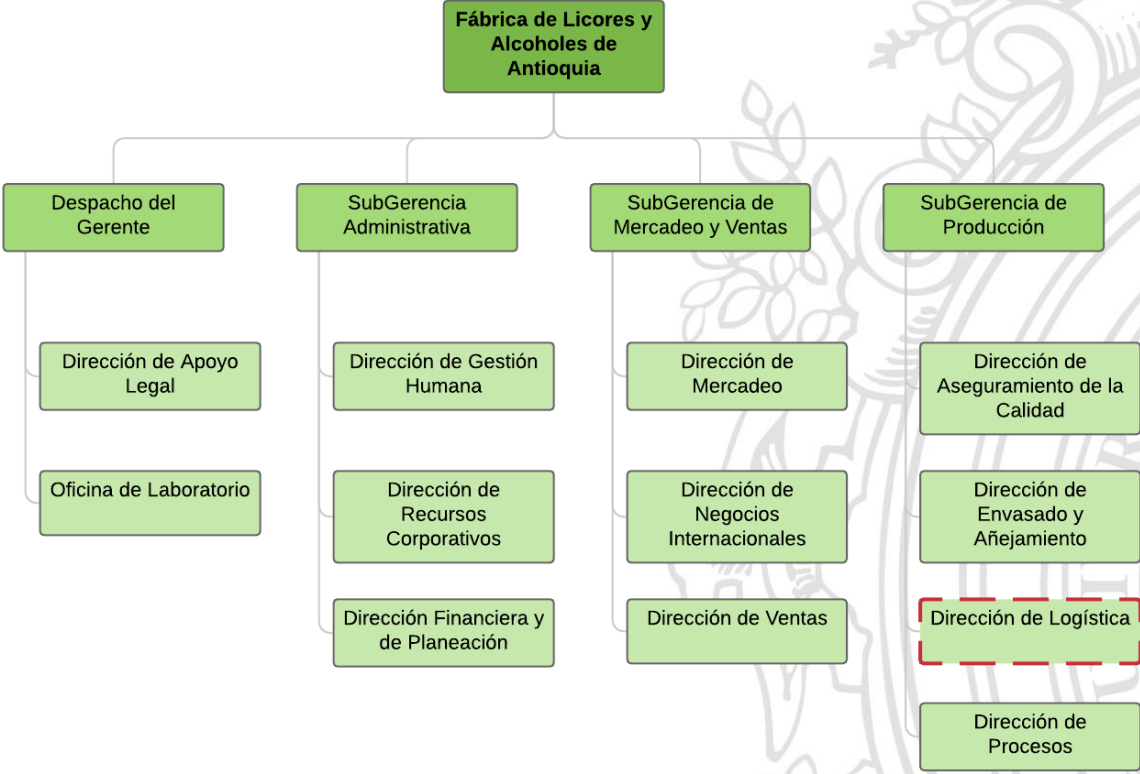 Fábrica de Licores y
Alcoholes de
Antioquia
Despacho del
Gerente
SubGerencia
Administrativa
SubGerencia de
Mercadeo y Ventas
SubGerencia de
Producción
Dirección de Apoyo
Legal
Oficina de Laboratorio
Dirección de Gestión
Humana
Dirección de
Recursos
Corporativos
Dirección Financiera y
de Planeación
Dirección de
Mercadeo
Dirección de
Negocios
Internacionales
Dirección de Ventas
Dirección de
Aseguramiento de la
Calidad
Dirección de
Envasado y
Añejamiento
Dirección de Logística
Dirección de
Procesos